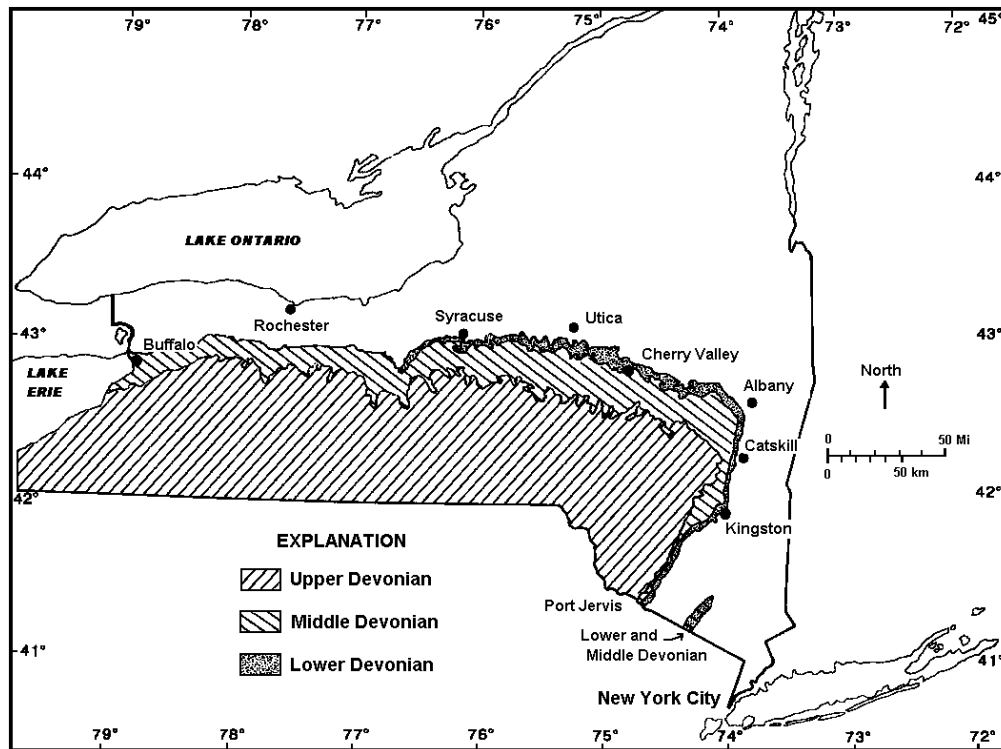 79° 78° 77° 76° 75° 74° 73° 72° 45°
44° 44°
LAKE ONTARIO
Rochester
Syracuse
Utica
43° 43°
Buffalo
Cherry Valley
LAKE
ERIE
Albany
North
Catskill
0 50 Mi
0 50 km
42° 42°
Kingston
EXPLANATION
Upper Devonian
Middle Devonian
Lower Devonian
Port Jervis
Lower and
Middle Devonian
41° 41°
New York City
79° 78° 77° 76° 75° 74° 73° 72°